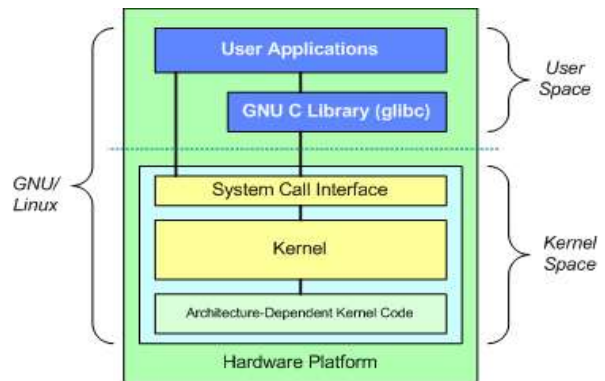 User Applications
GNU C Library (glibc)
User
Space
GNU/
Linux
System Call Interface
Kernel
Kernel
Space
Architecture-Dependent Kernel Code
Hardware Platform